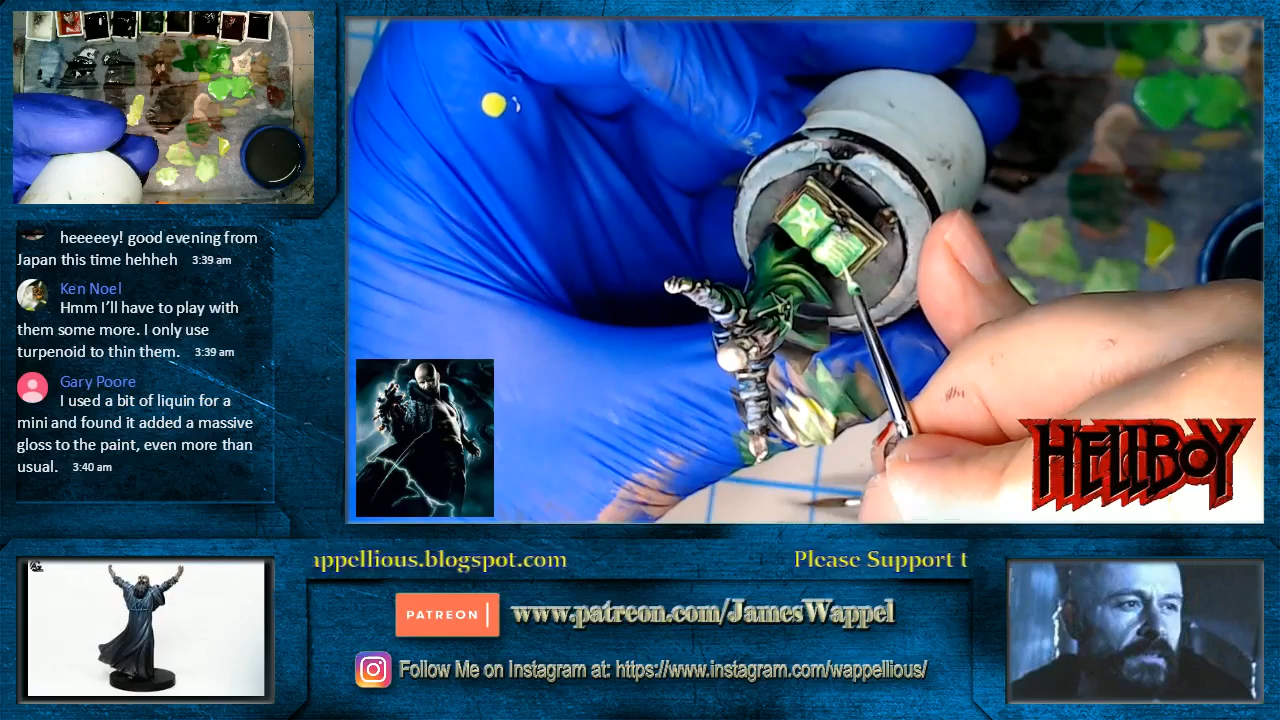 heeeeey! good evening from
Japan this time hehheh 3:39 am
Ken Noel
Hmm I'll have to play with
them some more. I only use
turpenoid to thin them. 3:39 am
Gary Poore
I used a bit of liquin for a
mini and found it added a massive
gloss to the paint, even more than
usual. 3:40 am
HELLBOY
appellious.blogspot.com Please Support t
PATREON www.patreon.com/JamesWappel
Follow Me on Instagram at: https://www.instagram.com/wappellious/